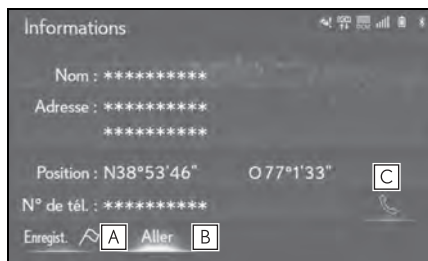 Informations
Nom : **********
Adresse : **********
**********
Position : N38°53'46" O77°1'33" C
N° de tél. : **********
Enregist. A Aller B